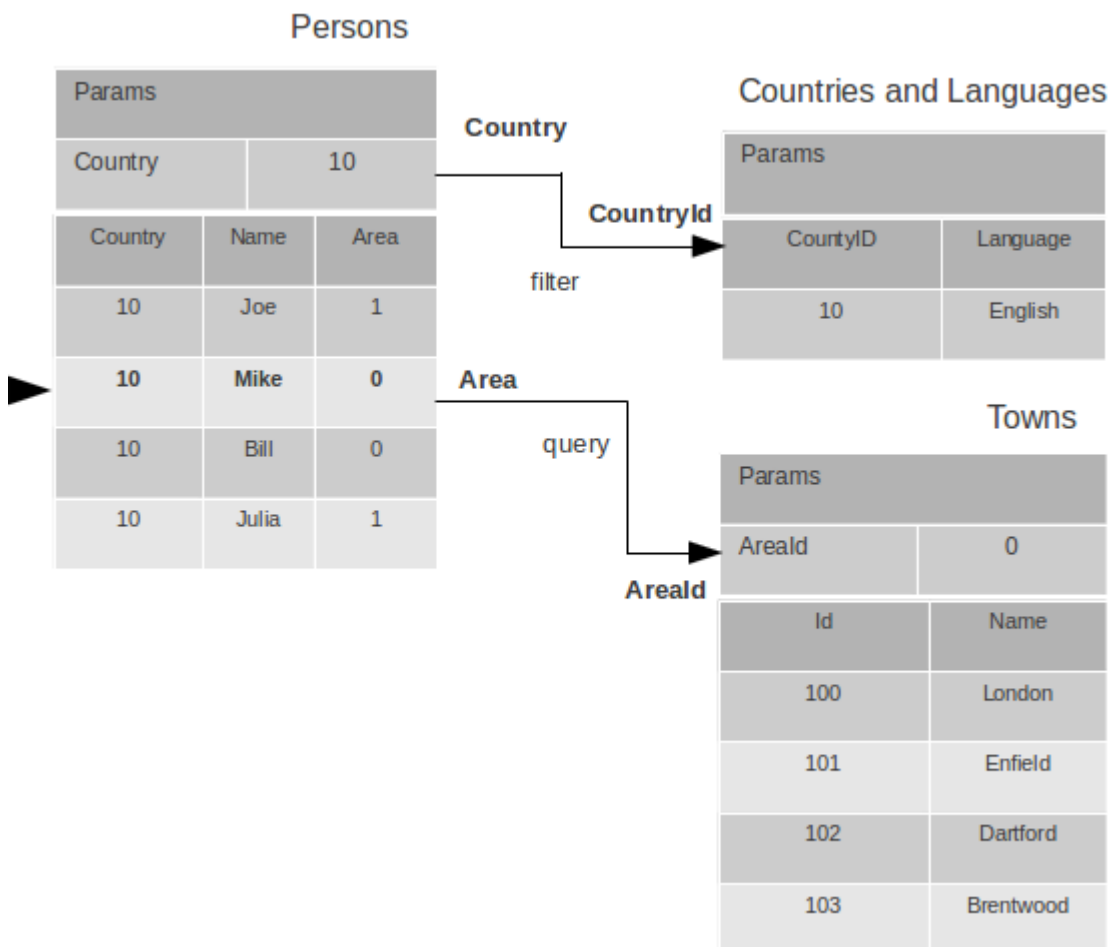 Persons
Params
Country 10
Country Name Area
10 Joe 1
10 Mike 0
10 Bill 0
10 Julia 1
Country
CountryId
filter
Area
query
AreaId
Countries and Languages
Params
CountyID Language
10 English
Towns
Params
AreaId 0
Id Name
100 London
101 Enfield
102 Dartford
103 Brentwood